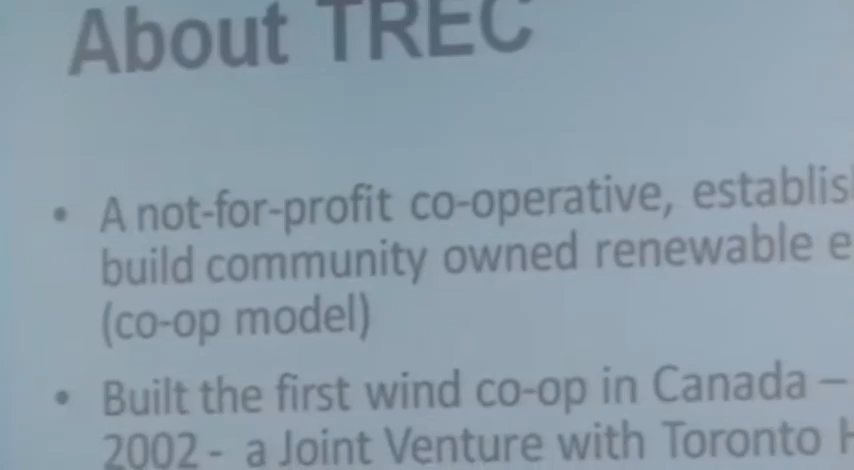 About TREC
• A not-for-profit co-operative,
build community owned renewable
(co-op model)
• Built the first wind co-op in Canada –
2002 - a Joint Venture with Toronto